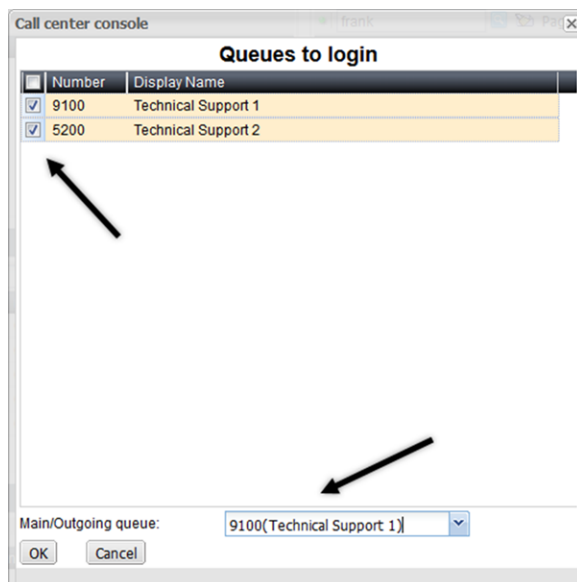 Call center console
frank
Queues to login
Number Display Name
9100 Technical Support 1
5200 Technical Support 2
Main/Outgoing queue: 9100(Technical Support 1)
OK Cancel